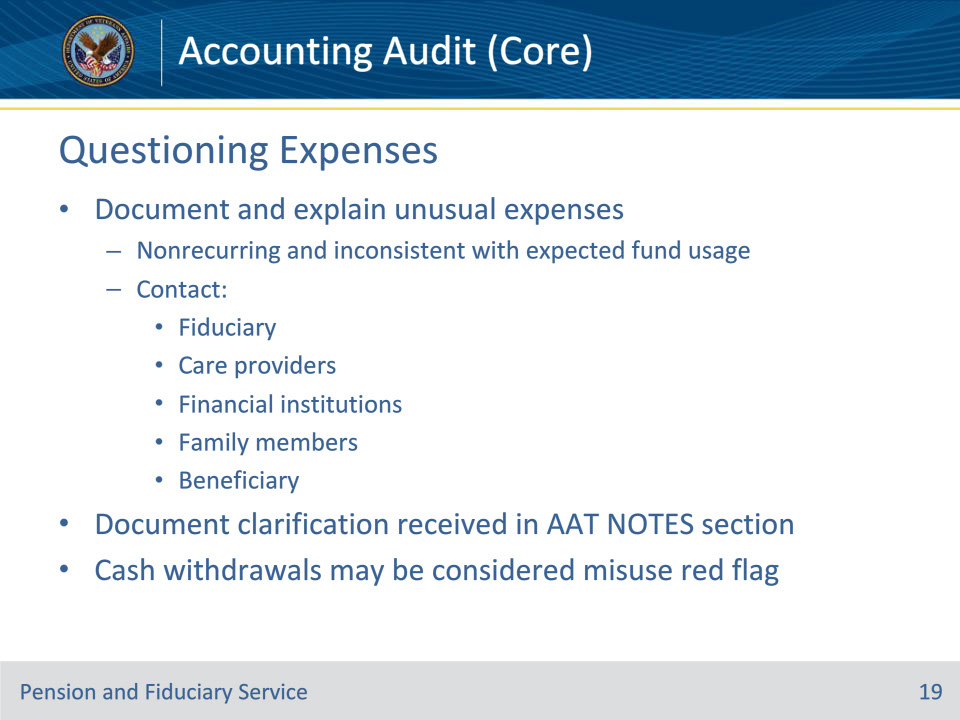 Accounting Audit (Core)
Questioning Expenses
• Document and explain unusual expenses
– Nonrecurring and inconsistent with expected fund usage
– Contact:
• Fiduciary
• Care providers
• Financial institutions
• Family members
• Beneficiary
• Document clarification received in AAT NOTES section
• Cash withdrawals may be considered misuse red flag
Pension and Fiduciary Service
19